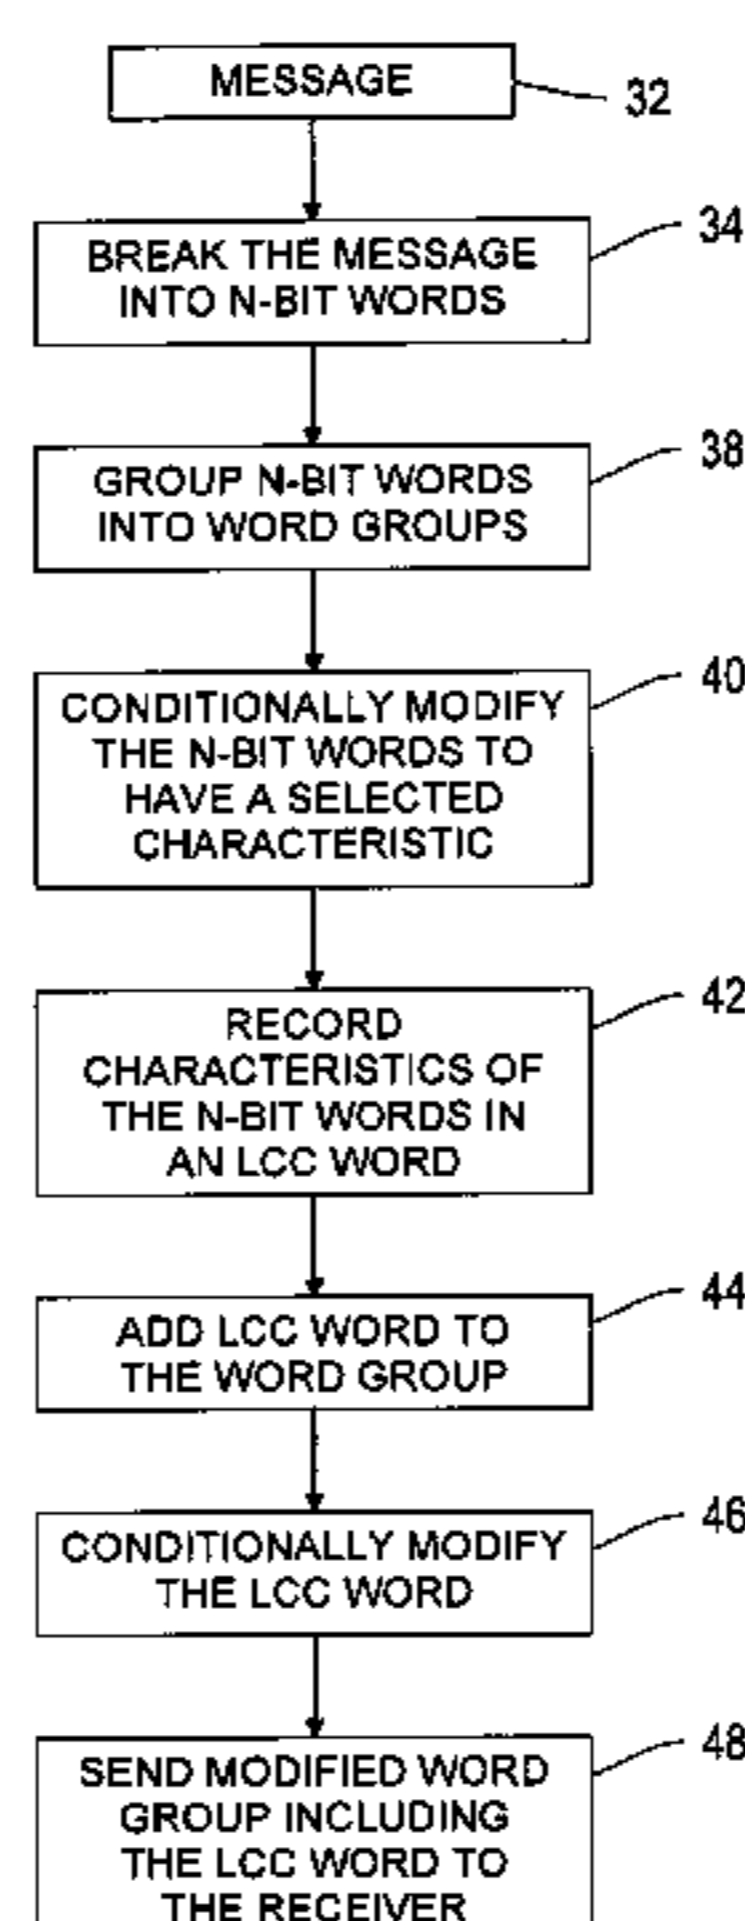 MESSAGE
32
34
BREAK THE MESSAGE
INTO N-BIT WORDS
38
GROUP N-BIT WORDS
INTO WORD GROUPS
40
CONDITIONALLY MODIFY
THE N-BIT WORDS TO
HAVE A SELECTED
CHARACTERISTIC
42
RECORD
CHARACTERISTICS OF
THE N-BIT WORDS IN
AN LCC WORD
44
ADD LCC WORD TO
THE WORD GROUP
46
CONDITIONALLY MODIFY
THE LCC WORD
48
SEND MODIFIED WORD
GROUP INCLUDING
THE LCC WORD TO
THE RECEIVER